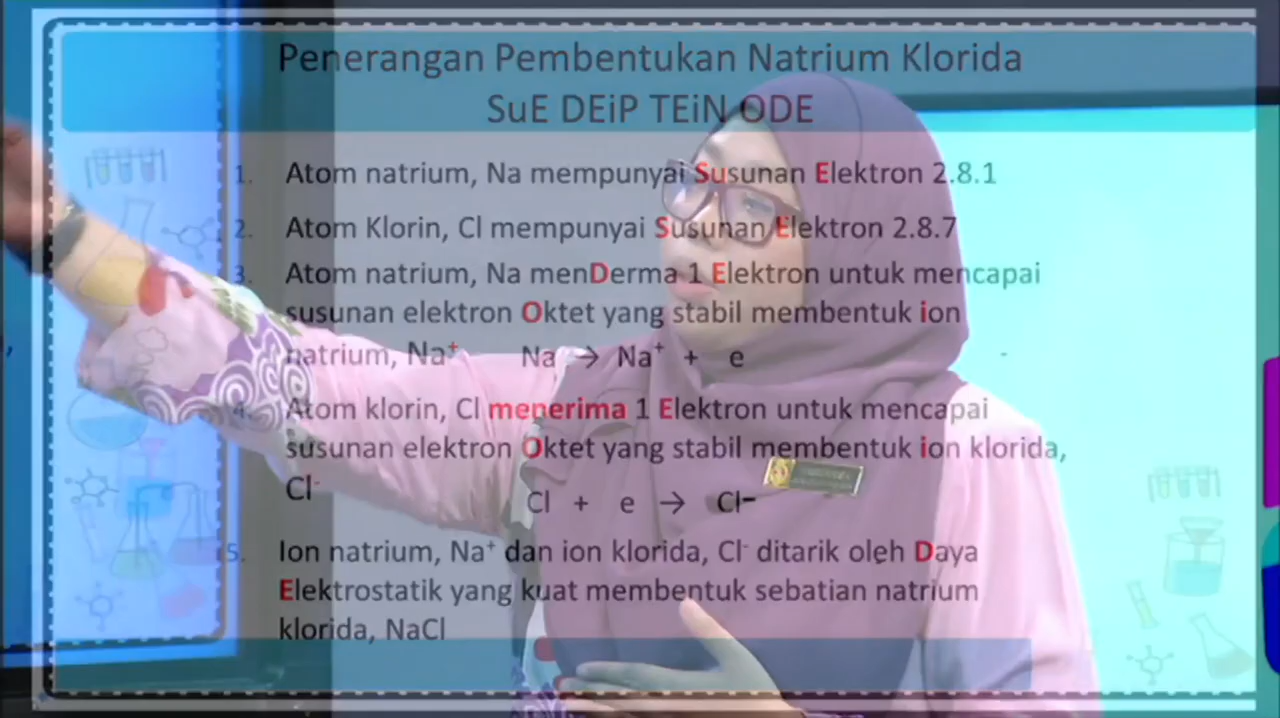 Penerangan Pembentukan Natrium Klorida
SuE DEiP TEiN ODE
1. Atom natrium, Na mempunyai Susunan Elektron 2.8.1
2. Atom Klorin, Cl mempunyai Susunan Elektron 2.8.7
3. Atom natrium, Na menDerma 1 Elektron untuk mencapai
susunan elektron Oktet yang stabil membentuk ion
natrium, Na⁺ Na → Na⁺ + e
4. Atom klorin, Cl menerima 1 Elektron untuk mencapai
susunan elektron Oktet yang stabil membentuk ion klorida,
Cl⁻
Cl + e → Cl⁻
5. Ion natrium, Na⁺ dan ion klorida, Cl⁻ ditarik oleh Daya
Elektrostatik yang kuat membentuk sebatian natrium
klorida, NaCl